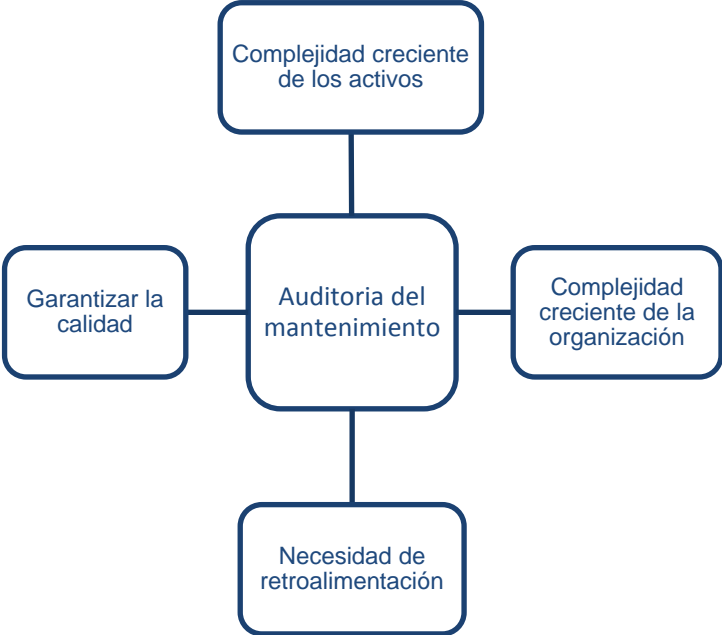 Complejidad creciente
de los activos
Garantizar la
calidad
Auditoria del
mantenimiento
Complejidad
creciente de la
organización
Necesidad de
retroalimentación